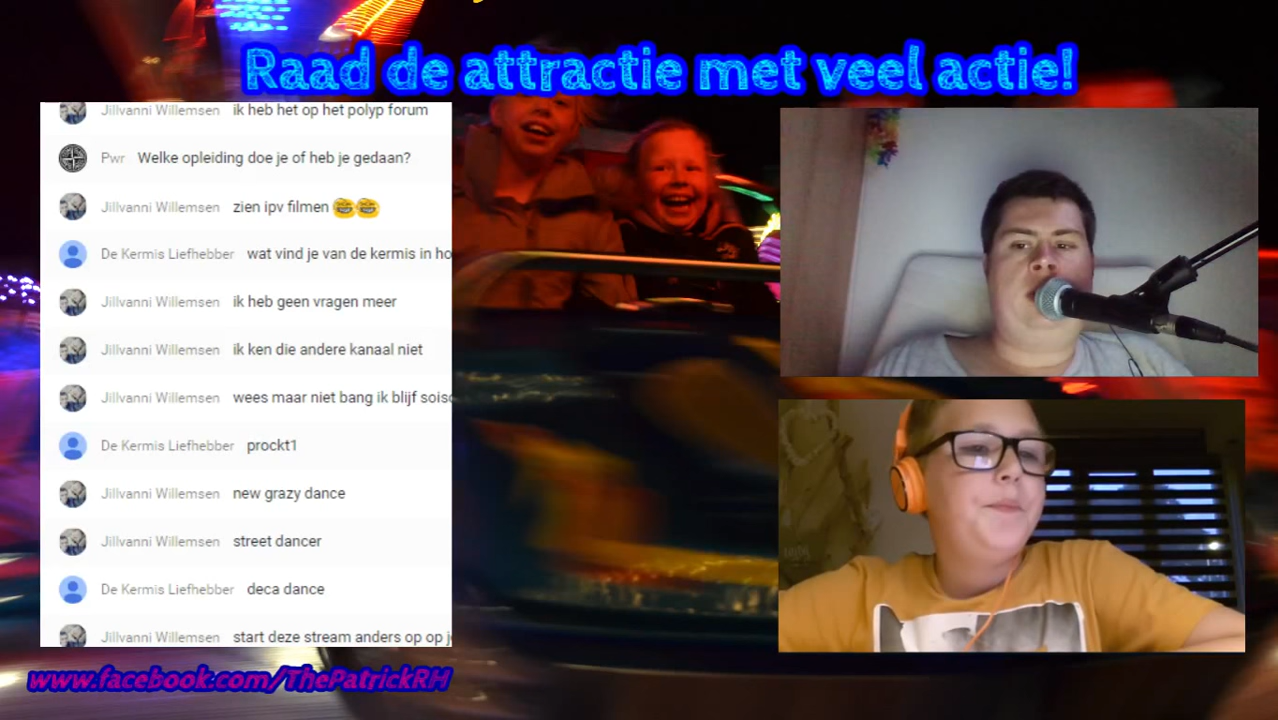 Raad de attractie met veel actie!
Jillvanni Willemsen ik heb het op het polyp forum
Pwr Welke opleiding doe je of heb je gedaan?
Jillvanni Willemsen zien ipv filmen 😂😂
De Kermis Liefhebber wat vind je van de kermis in ho
Jillvanni Willemsen ik heb geen vragen meer
Jillvanni Willemsen ik ken die andere kanaal niet
Jillvanni Willemsen wees maar niet bang ik blijf sois
De Kermis Liefhebber prockt1
Jillvanni Willemsen new grazy dance
Jillvanni Willemsen street dancer
De Kermis Liefhebber deca dance
Jillvanni Willemsen start deze stream anders op op
www.facebook.com/ThePatrickRH